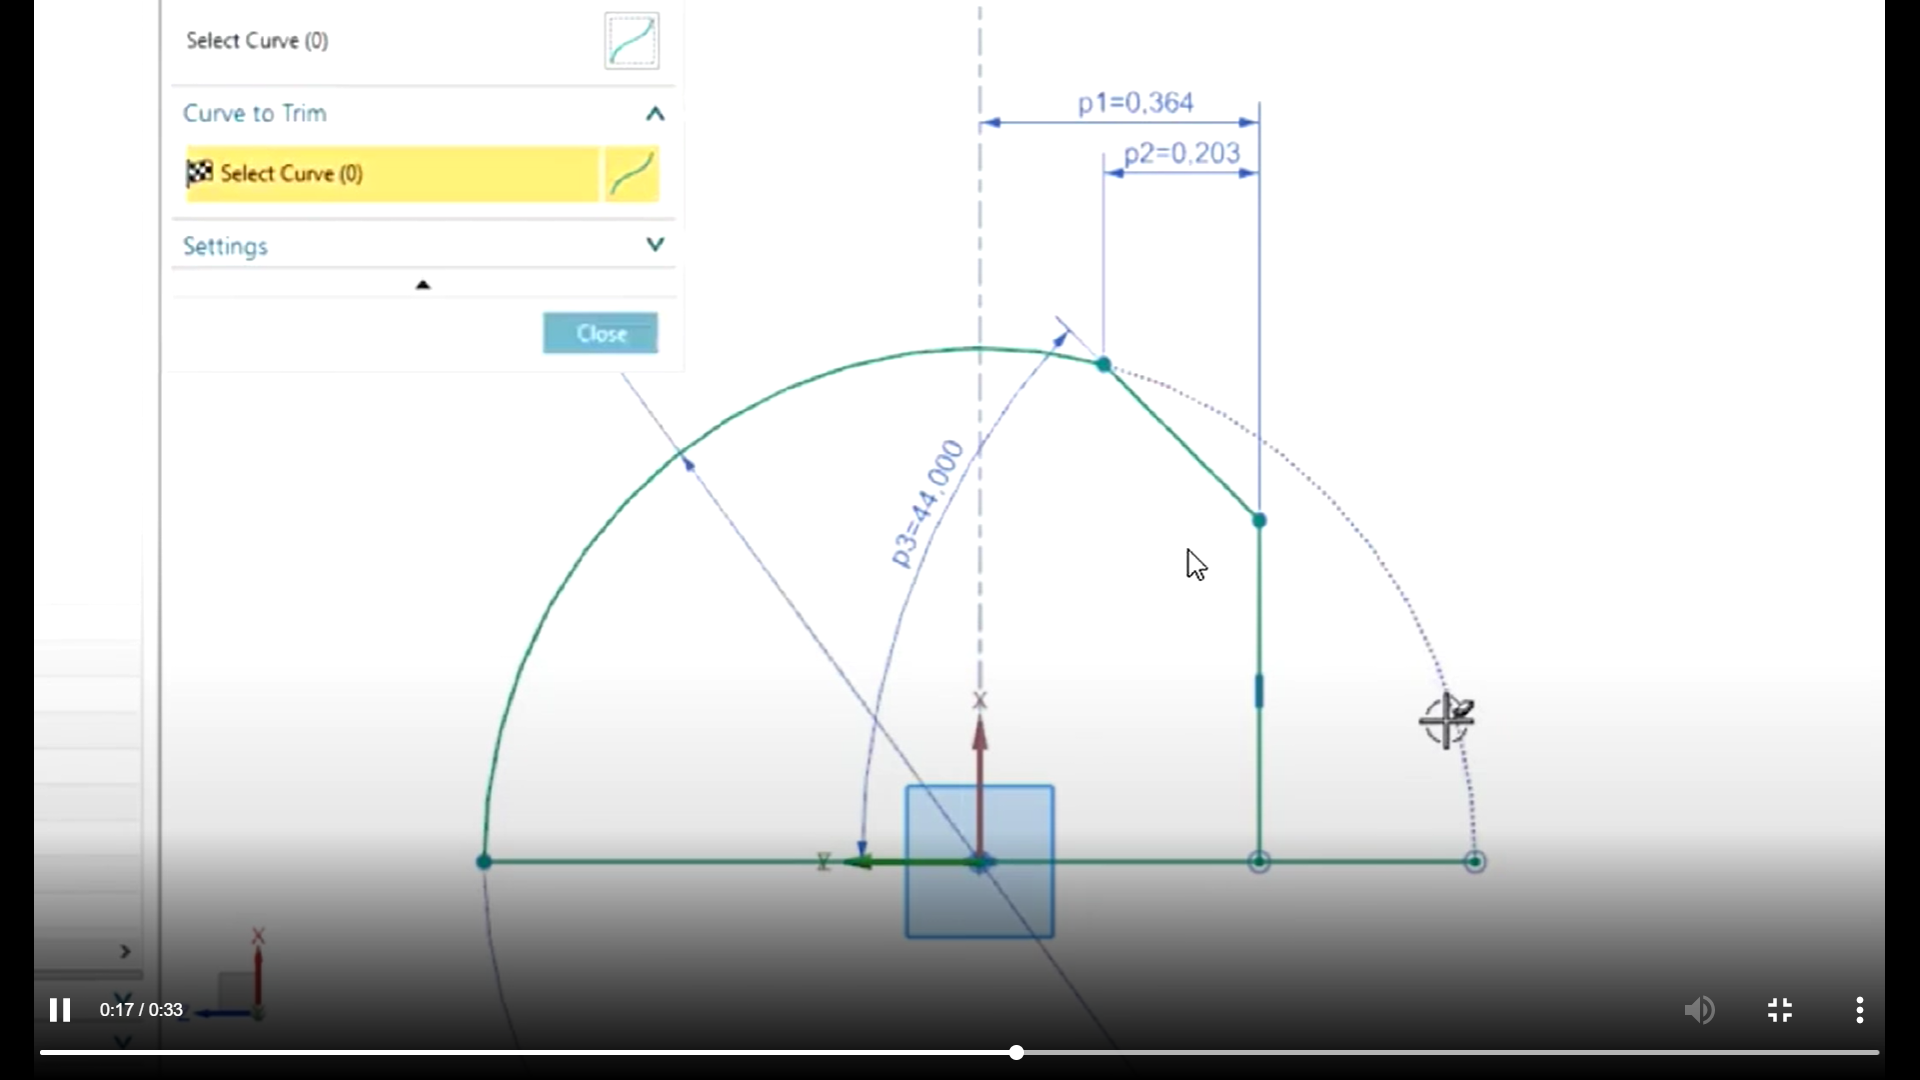 Select Curve (0)
Curve to Trim
Select Curve (0)
Settings
Close
p1=0,364
p2=0,203
p3=44,000
X
Y
X
0:17 / 0:33